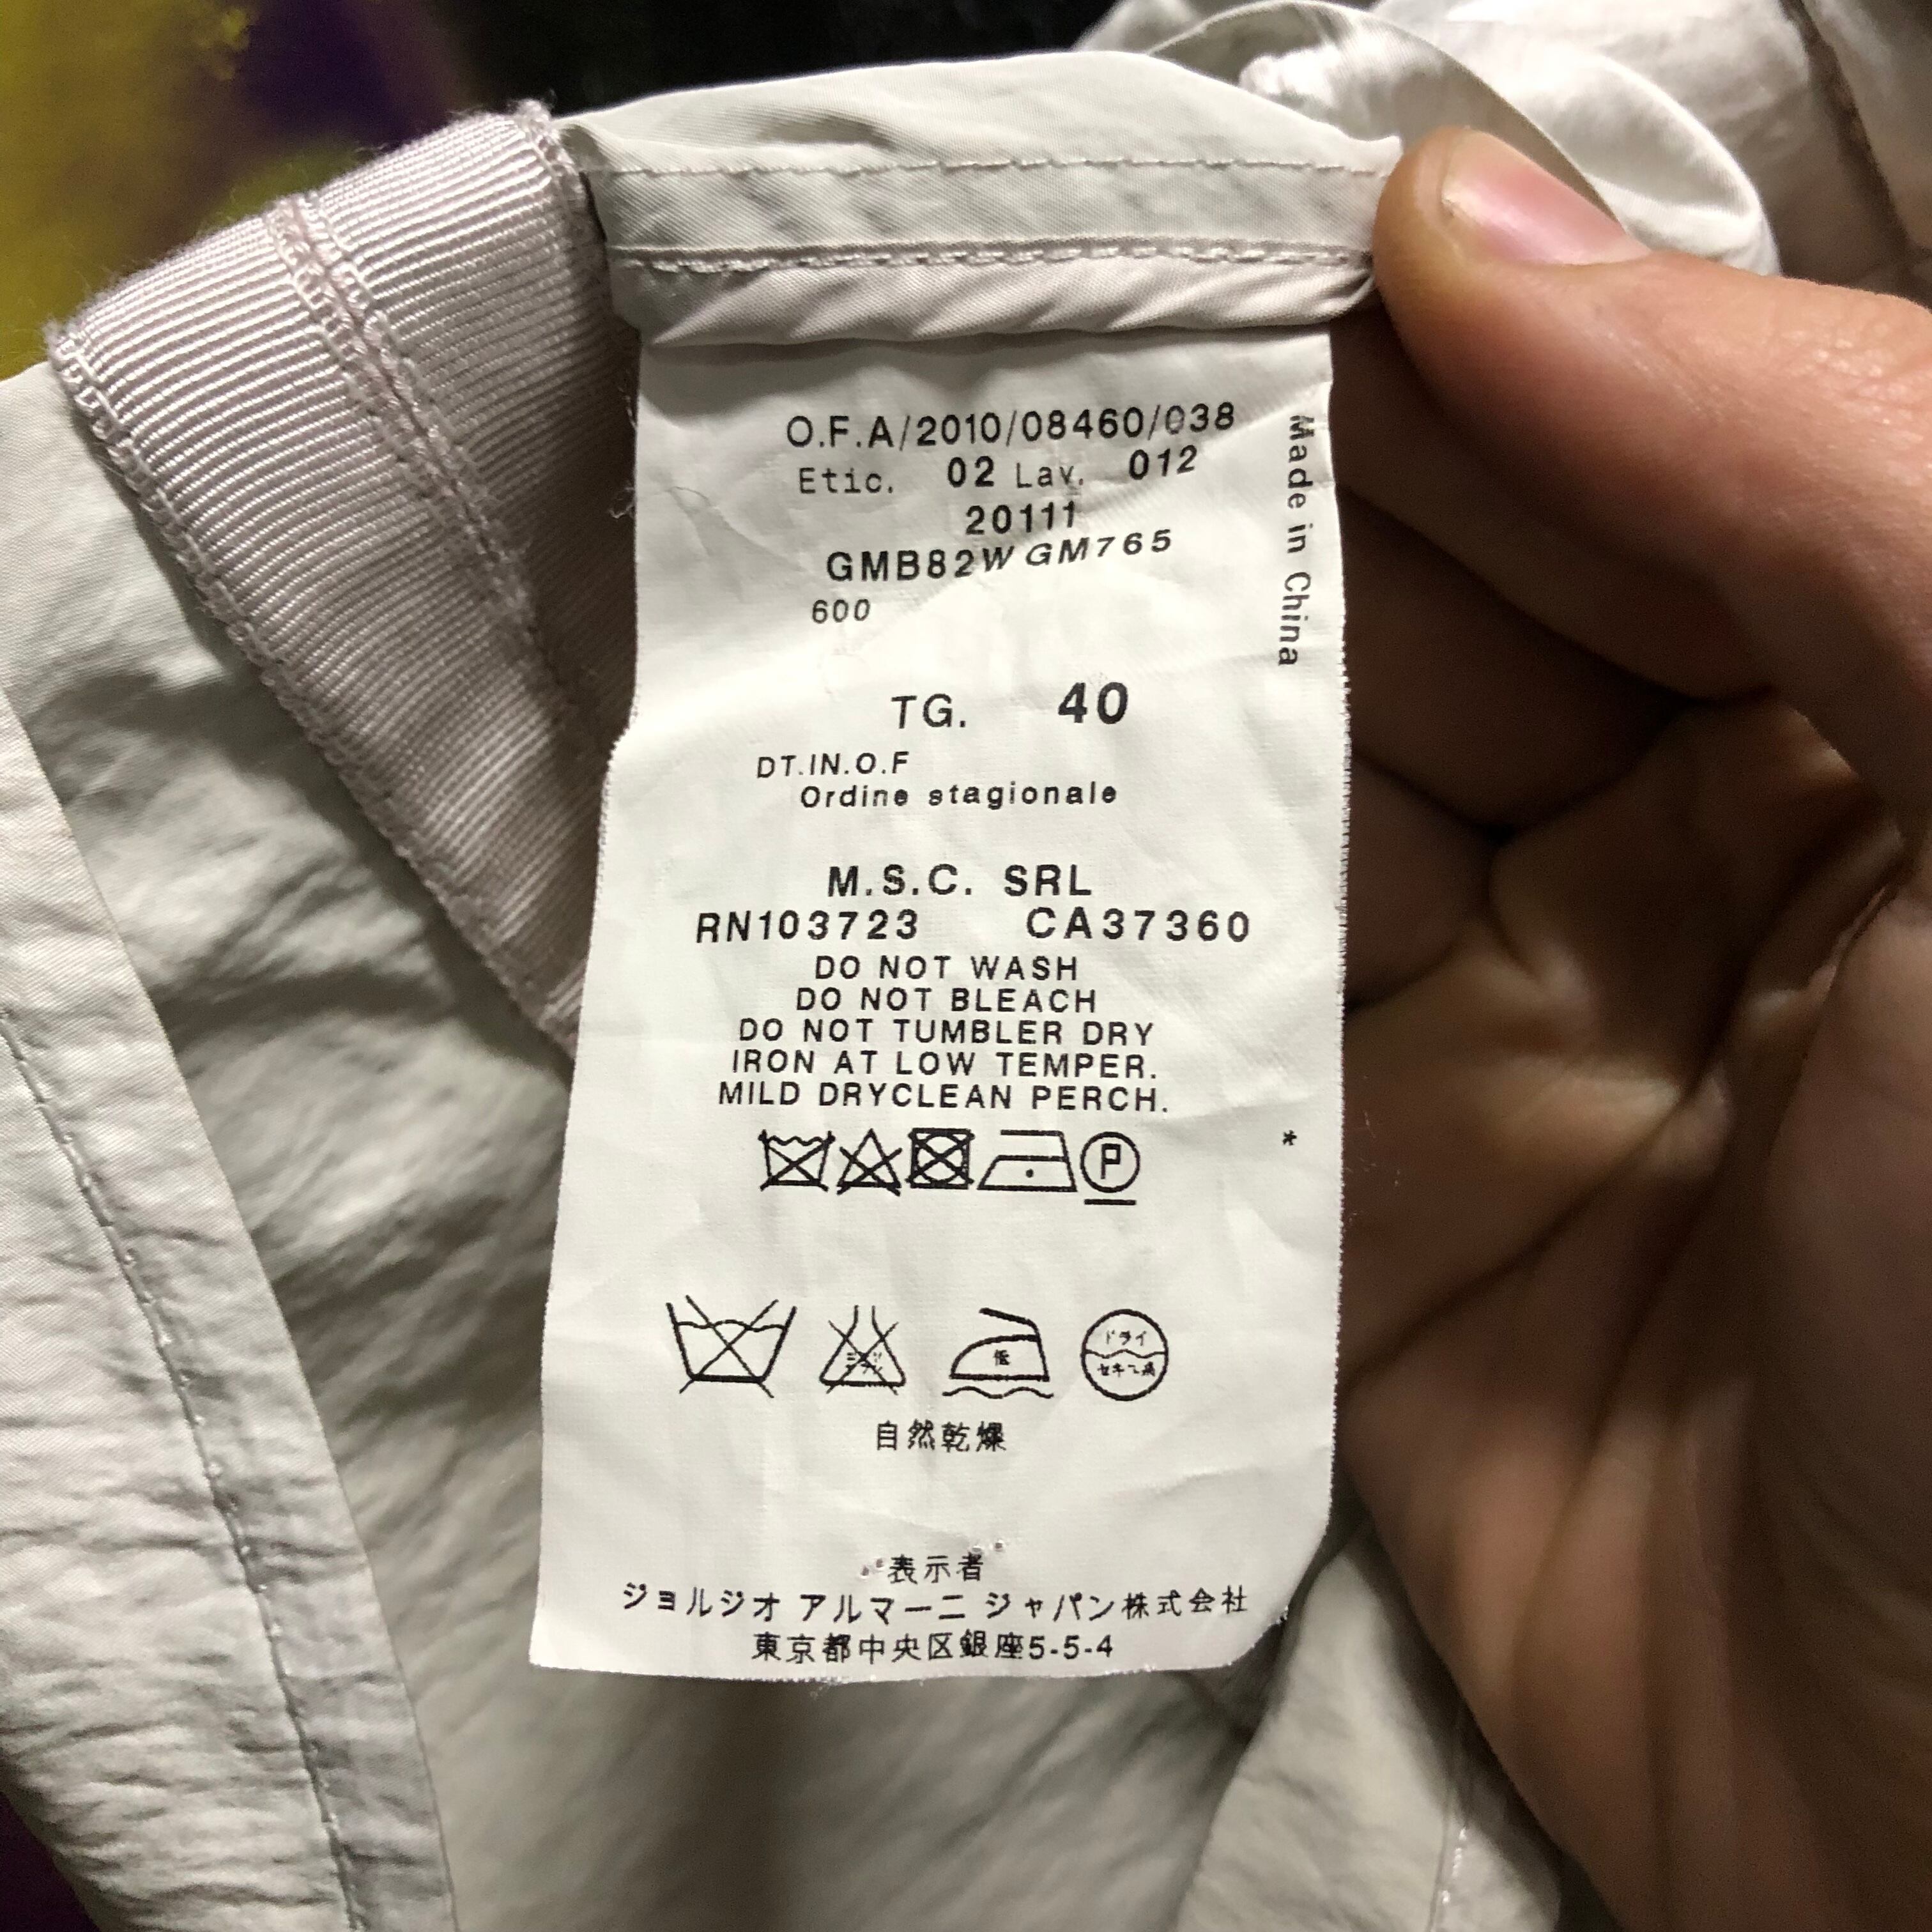 O.F.A/2010/08460/038
Etic. 02 Lav. 012
20111
GMB82W GM765
600
Made in China
TG. 40
DT.IN.O.F
Ordine stagionale
M.S.C. SRL
RN103723 CA37360
DO NOT WASH
DO NOT BLEACH
DO NOT TUMBLER DRY
IRON AT LOW TEMPER.
MILD DRYCLEAN PERCH.
P
*
低
ドライ
自然乾燥
表示者
ジョルジオ アルマーニ ジャパン株式会社
東京都中央区銀座5-5-4